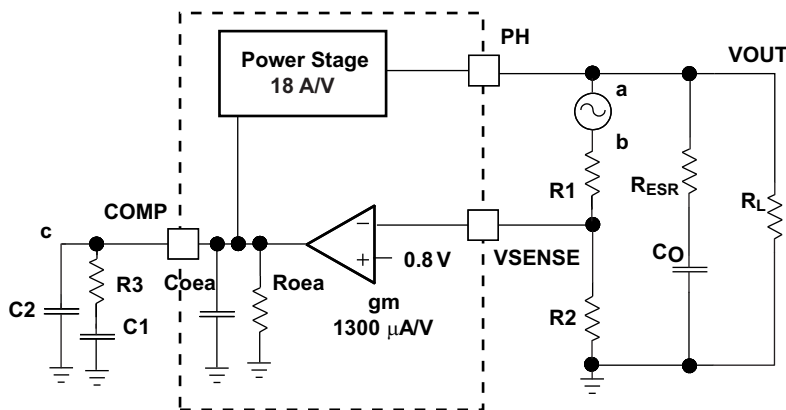 PH
VOUT
Power Stage
18 A/V
a
b
R1
RESR
RL
COMP
VSENSE
c
0.8 V
R3
Coea
Roea
CO
gm
1300 μA/V
C2
C1
R2